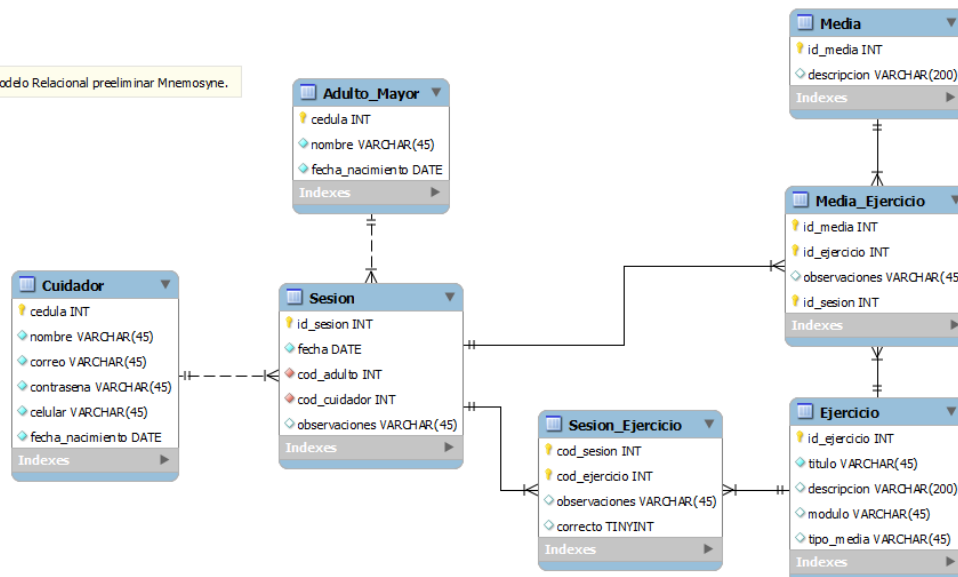 odelo Relacional preeliminar Mnemosyne.
Adulto_Mayor
cedula INT
nombre VARCHAR(45)
fecha_nacimiento DATE
Indexes
Cuidador
cedula INT
nombre VARCHAR(45)
correo VARCHAR(45)
contrasena VARCHAR(45)
celular VARCHAR(45)
fecha_nacimiento DATE
Indexes
Sesion
id_sesion INT
fecha DATE
cod_adulto INT
cod_cuidador INT
observaciones VARCHAR(45)
Indexes
Sesion_Ejercicio
cod_sesion INT
cod_ejercicio INT
observaciones VARCHAR(45)
correcto TINYINT
Indexes
Media
id_media INT
descripcion VARCHAR(200)
Indexes
Media_Ejercicio
id_media INT
id_ejercicio INT
observaciones VARCHAR(45
id_sesion INT
Indexes
Ejercicio
id_ejercicio INT
titulo VARCHAR(45)
descripcion VARCHAR(200)
modulo VARCHAR(45)
tipo_media VARCHAR(45)
Indexes